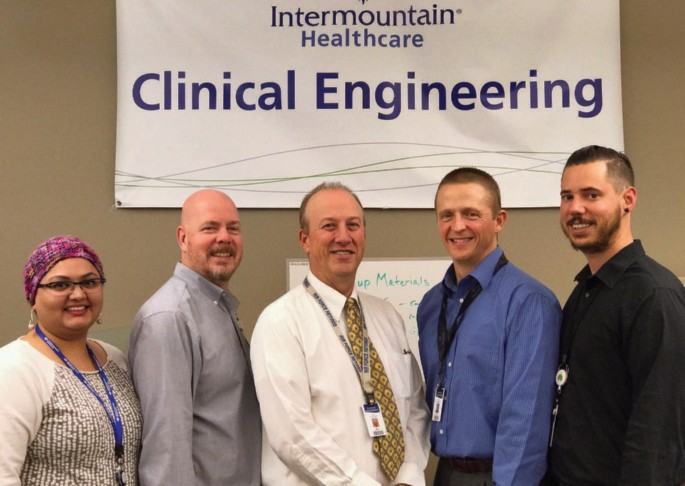 Intermountain®
Healthcare
Clinical Engineering
up Materials